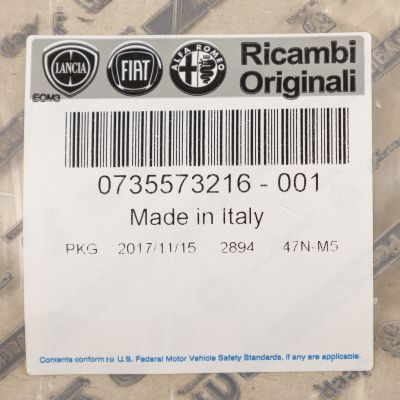 LANCIA FIAT ALFA ROMEO Ricambi
Originali
EOM3
0735573216 - 001
Made in Italy
PKG 2017/11/15 2894 47N-M5
Contents conform to U.S. Federal Motor Vehicle Safety Standards, if any are applicable.